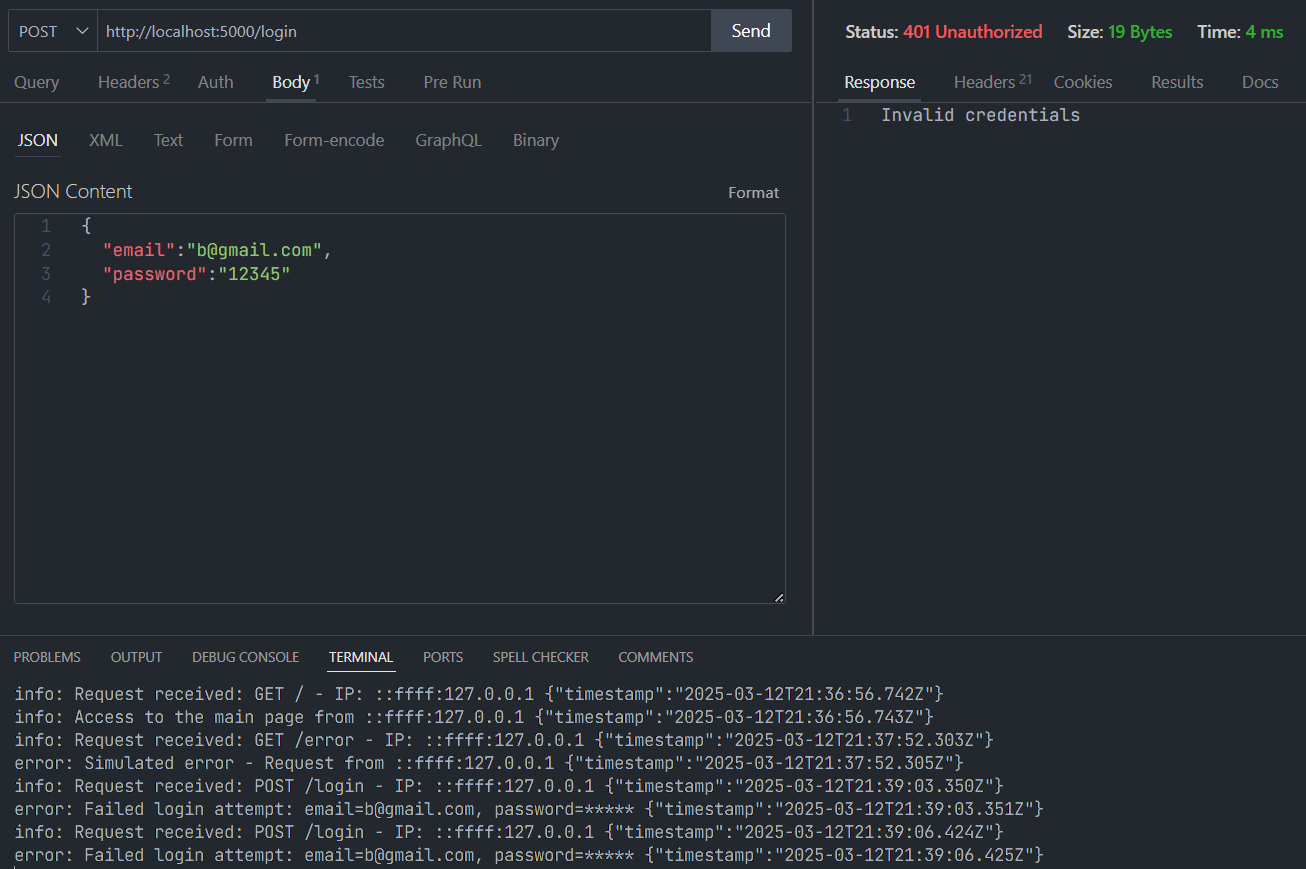 POST http://localhost:5000/login Send
Query Headers 2 Auth Body 1 Tests Pre Run
JSON XML Text Form Form-encode GraphQL Binary
JSON Content Format
1 {
2 "email":"b@gmail.com",
3 "password":"12345"
4 }
Status: 401 Unauthorized Size: 19 Bytes Time: 4 ms
Response Headers 21 Cookies Results Docs
1 Invalid credentials
PROBLEMS OUTPUT DEBUG CONSOLE TERMINAL PORTS SPELL CHECKER COMMENTS
info: Request received: GET / - IP: ::ffff:127.0.0.1 {"timestamp":"2025-03-12T21:36:56.742Z"}
info: Access to the main page from ::ffff:127.0.0.1 {"timestamp":"2025-03-12T21:36:56.743Z"}
info: Request received: GET /error - IP: ::ffff:127.0.0.1 {"timestamp":"2025-03-12T21:37:52.303Z"}
error: Simulated error - Request from ::ffff:127.0.0.1 {"timestamp":"2025-03-12T21:37:52.305Z"}
info: Request received: POST /login - IP: ::ffff:127.0.0.1 {"timestamp":"2025-03-12T21:39:03.350Z"}
error: Failed login attempt: email=b@gmail.com, password=***** {"timestamp":"2025-03-12T21:39:03.351Z"}
info: Request received: POST /login - IP: ::ffff:127.0.0.1 {"timestamp":"2025-03-12T21:39:06.424Z"}
error: Failed login attempt: email=b@gmail.com, password=***** {"timestamp":"2025-03-12T21:39:06.425Z"}